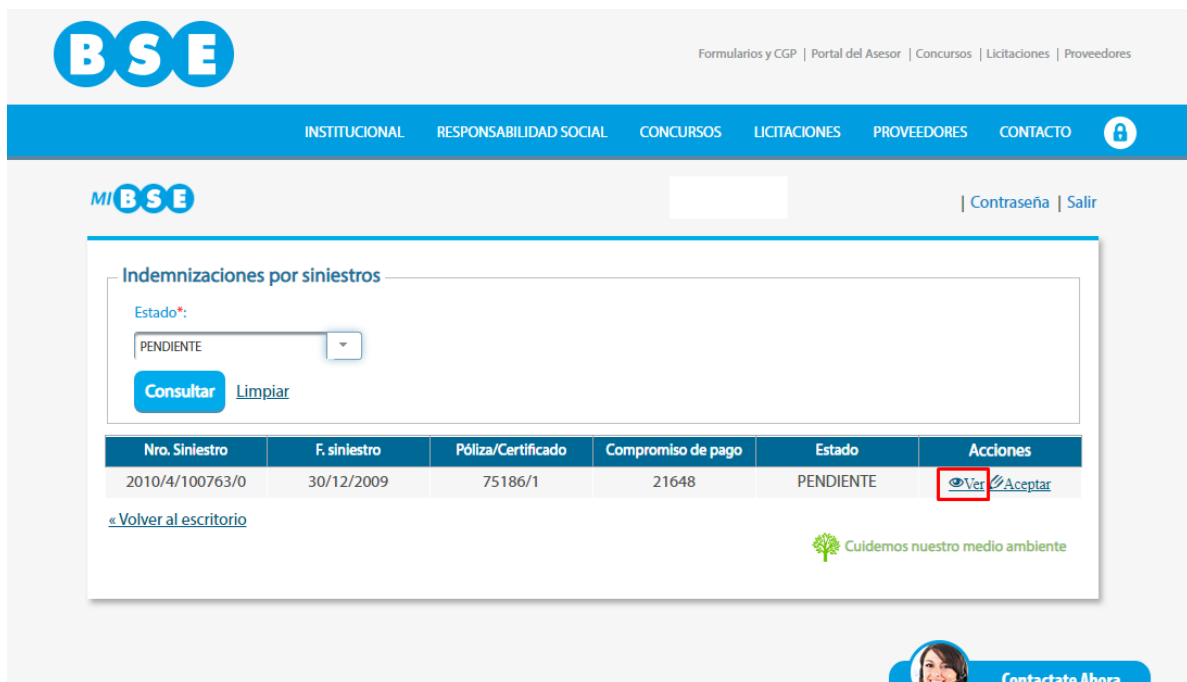 BSE
Formularios y CGP | Portal del Asesor | Concursos | Licitaciones | Proveedores
INSTITUCIONAL RESPONSABILIDAD SOCIAL CONCURSOS LICITACIONES PROVEEDORES CONTACTO
MI BSE
| Contraseña | Salir
Indemnizaciones por siniestros
Estado*:
PENDIENTE
Consultar Limpiar
Nro. Siniestro F. siniestro Póliza/Certificado Compromiso de pago Estado Acciones
2010/4/100763/0 30/12/2009 75186/1 21648 PENDIENTE Ver Aceptar
« Volver al escritorio
Cuidemos nuestro medio ambiente
Contactate Ahora